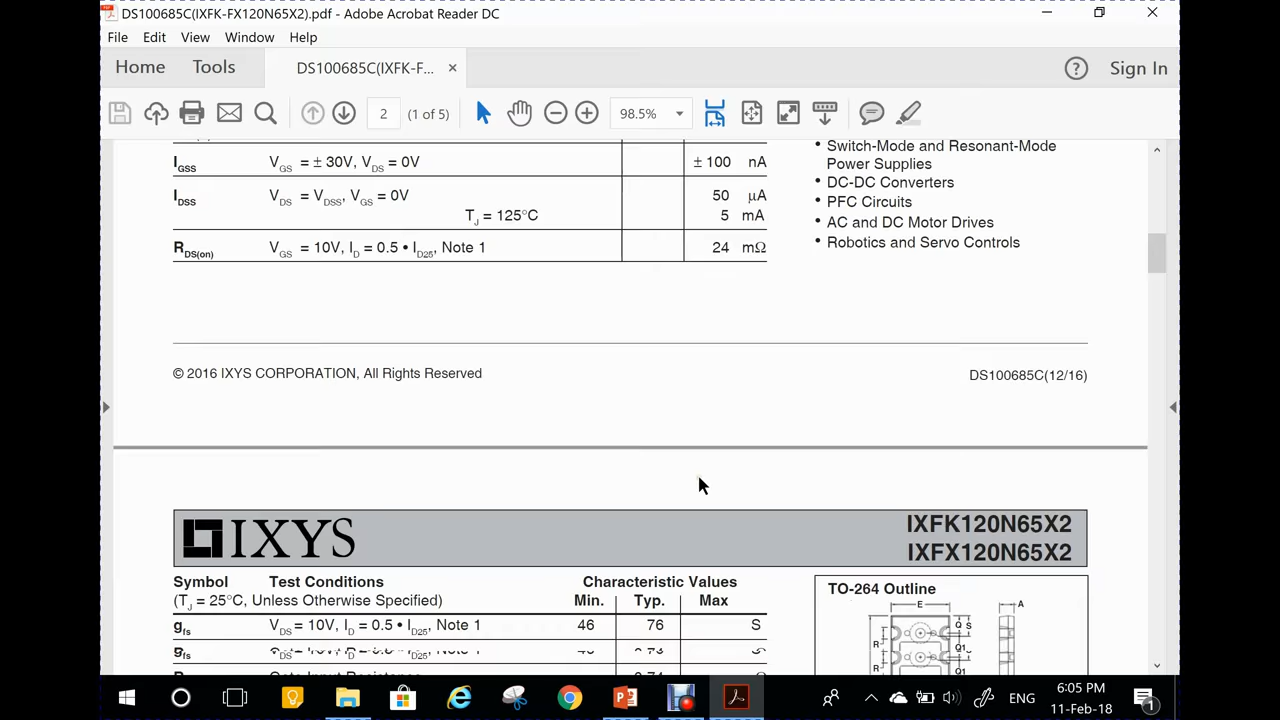 DS100685C(IXFK-FX120N65X2).pdf - Adobe Acrobat Reader DC
File Edit View Window Help
Home Tools DS100685C(IXFK-F... × ? Sign In
2 (1 of 5) 98.5%
IGSS VGS = ± 30V, VDS = 0V ± 100 nA
IDSS VDS = VDSS, VGS = 0V 50 μA
TJ = 125°C 5 mA
RDS(on) VGS = 10V, ID = 0.5 • ID25, Note 1 24 mΩ
• Switch-Mode and Resonant-Mode
Power Supplies
• DC-DC Converters
• PFC Circuits
• AC and DC Motor Drives
• Robotics and Servo Controls
© 2016 IXYS CORPORATION, All Rights Reserved DS100685C(12/16)
IXYS IXFK120N65X2
IXFX120N65X2
Symbol Test Conditions Characteristic Values
(TJ = 25°C, Unless Otherwise Specified) Min. Typ. Max
gfs VDS = 10V, ID = 0.5 • ID25, Note 1 46 76 S
TO-264 Outline
E A
Q S
R Q1
R
ENG 6:05 PM
11-Feb-18 1